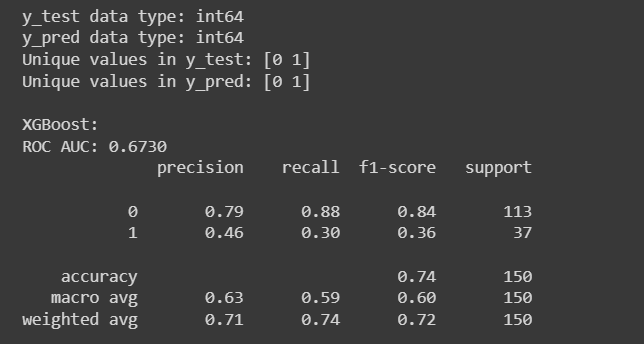 y_test data type: int64
y_pred data type: int64
Unique values in y_test: [0 1]
Unique values in y_pred: [0 1]
XGBoost:
ROC AUC: 0.6730
precision recall f1-score support
0 0.79 0.88 0.84 113
1 0.46 0.30 0.36 37
accuracy 0.74 150
macro avg 0.63 0.59 0.60 150
weighted avg 0.71 0.74 0.72 150